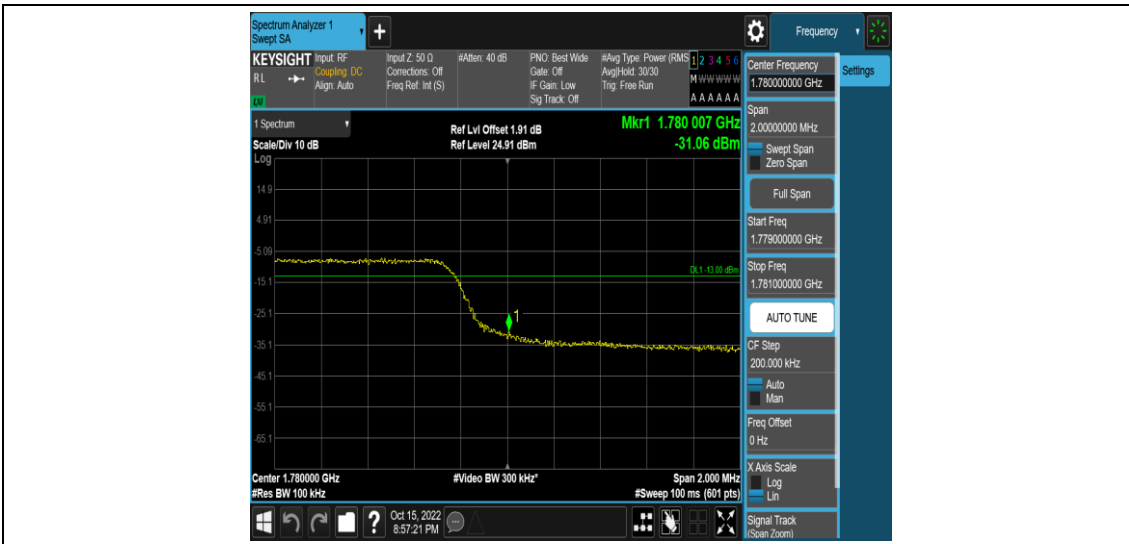 Spectrum Analyzer 1
Swept SA
+
Frequency
KEYSIGHT
RL
LXI
Input: RF
Coupling: DC
Align: Auto
Input Z: 50 Ω
Corrections: Off
Freq Ref: Int (S)
#Atten: 40 dB
PNO: Best Wide
Gate: Off
IF Gain: Low
Sig Track: Off
#Avg Type: Power (RMS
Avg|Hold: 30/30
Trig: Free Run
1 2 3 4 5 6
M W W W W W
A A A A A A
1 Spectrum
Scale/Div 10 dB
Log
Ref Lvl Offset 1.91 dB
Ref Level 24.91 dBm
Mkr1 1.780 007 GHz
-31.06 dBm
14.9
4.91
-5.09
-15.1
-25.1
-35.1
-45.1
-55.1
-65.1
DL1 -13.00 dBm
1
Center 1.780000 GHz
#Res BW 100 kHz
#Video BW 300 kHz*
Span 2.000 MHz
#Sweep 100 ms (601 pts)
Center Frequency
1.780000000 GHz
Settings
Span
2.00000000 MHz
Swept Span
Zero Span
Full Span
Start Freq
1.779000000 GHz
Stop Freq
1.781000000 GHz
AUTO TUNE
CF Step
200.000 kHz
Auto
Man
Freq Offset
0 Hz
X Axis Scale
Log
Lin
Signal Track
(Span Zoom)
?
Oct 15, 2022
8:57:21 PM